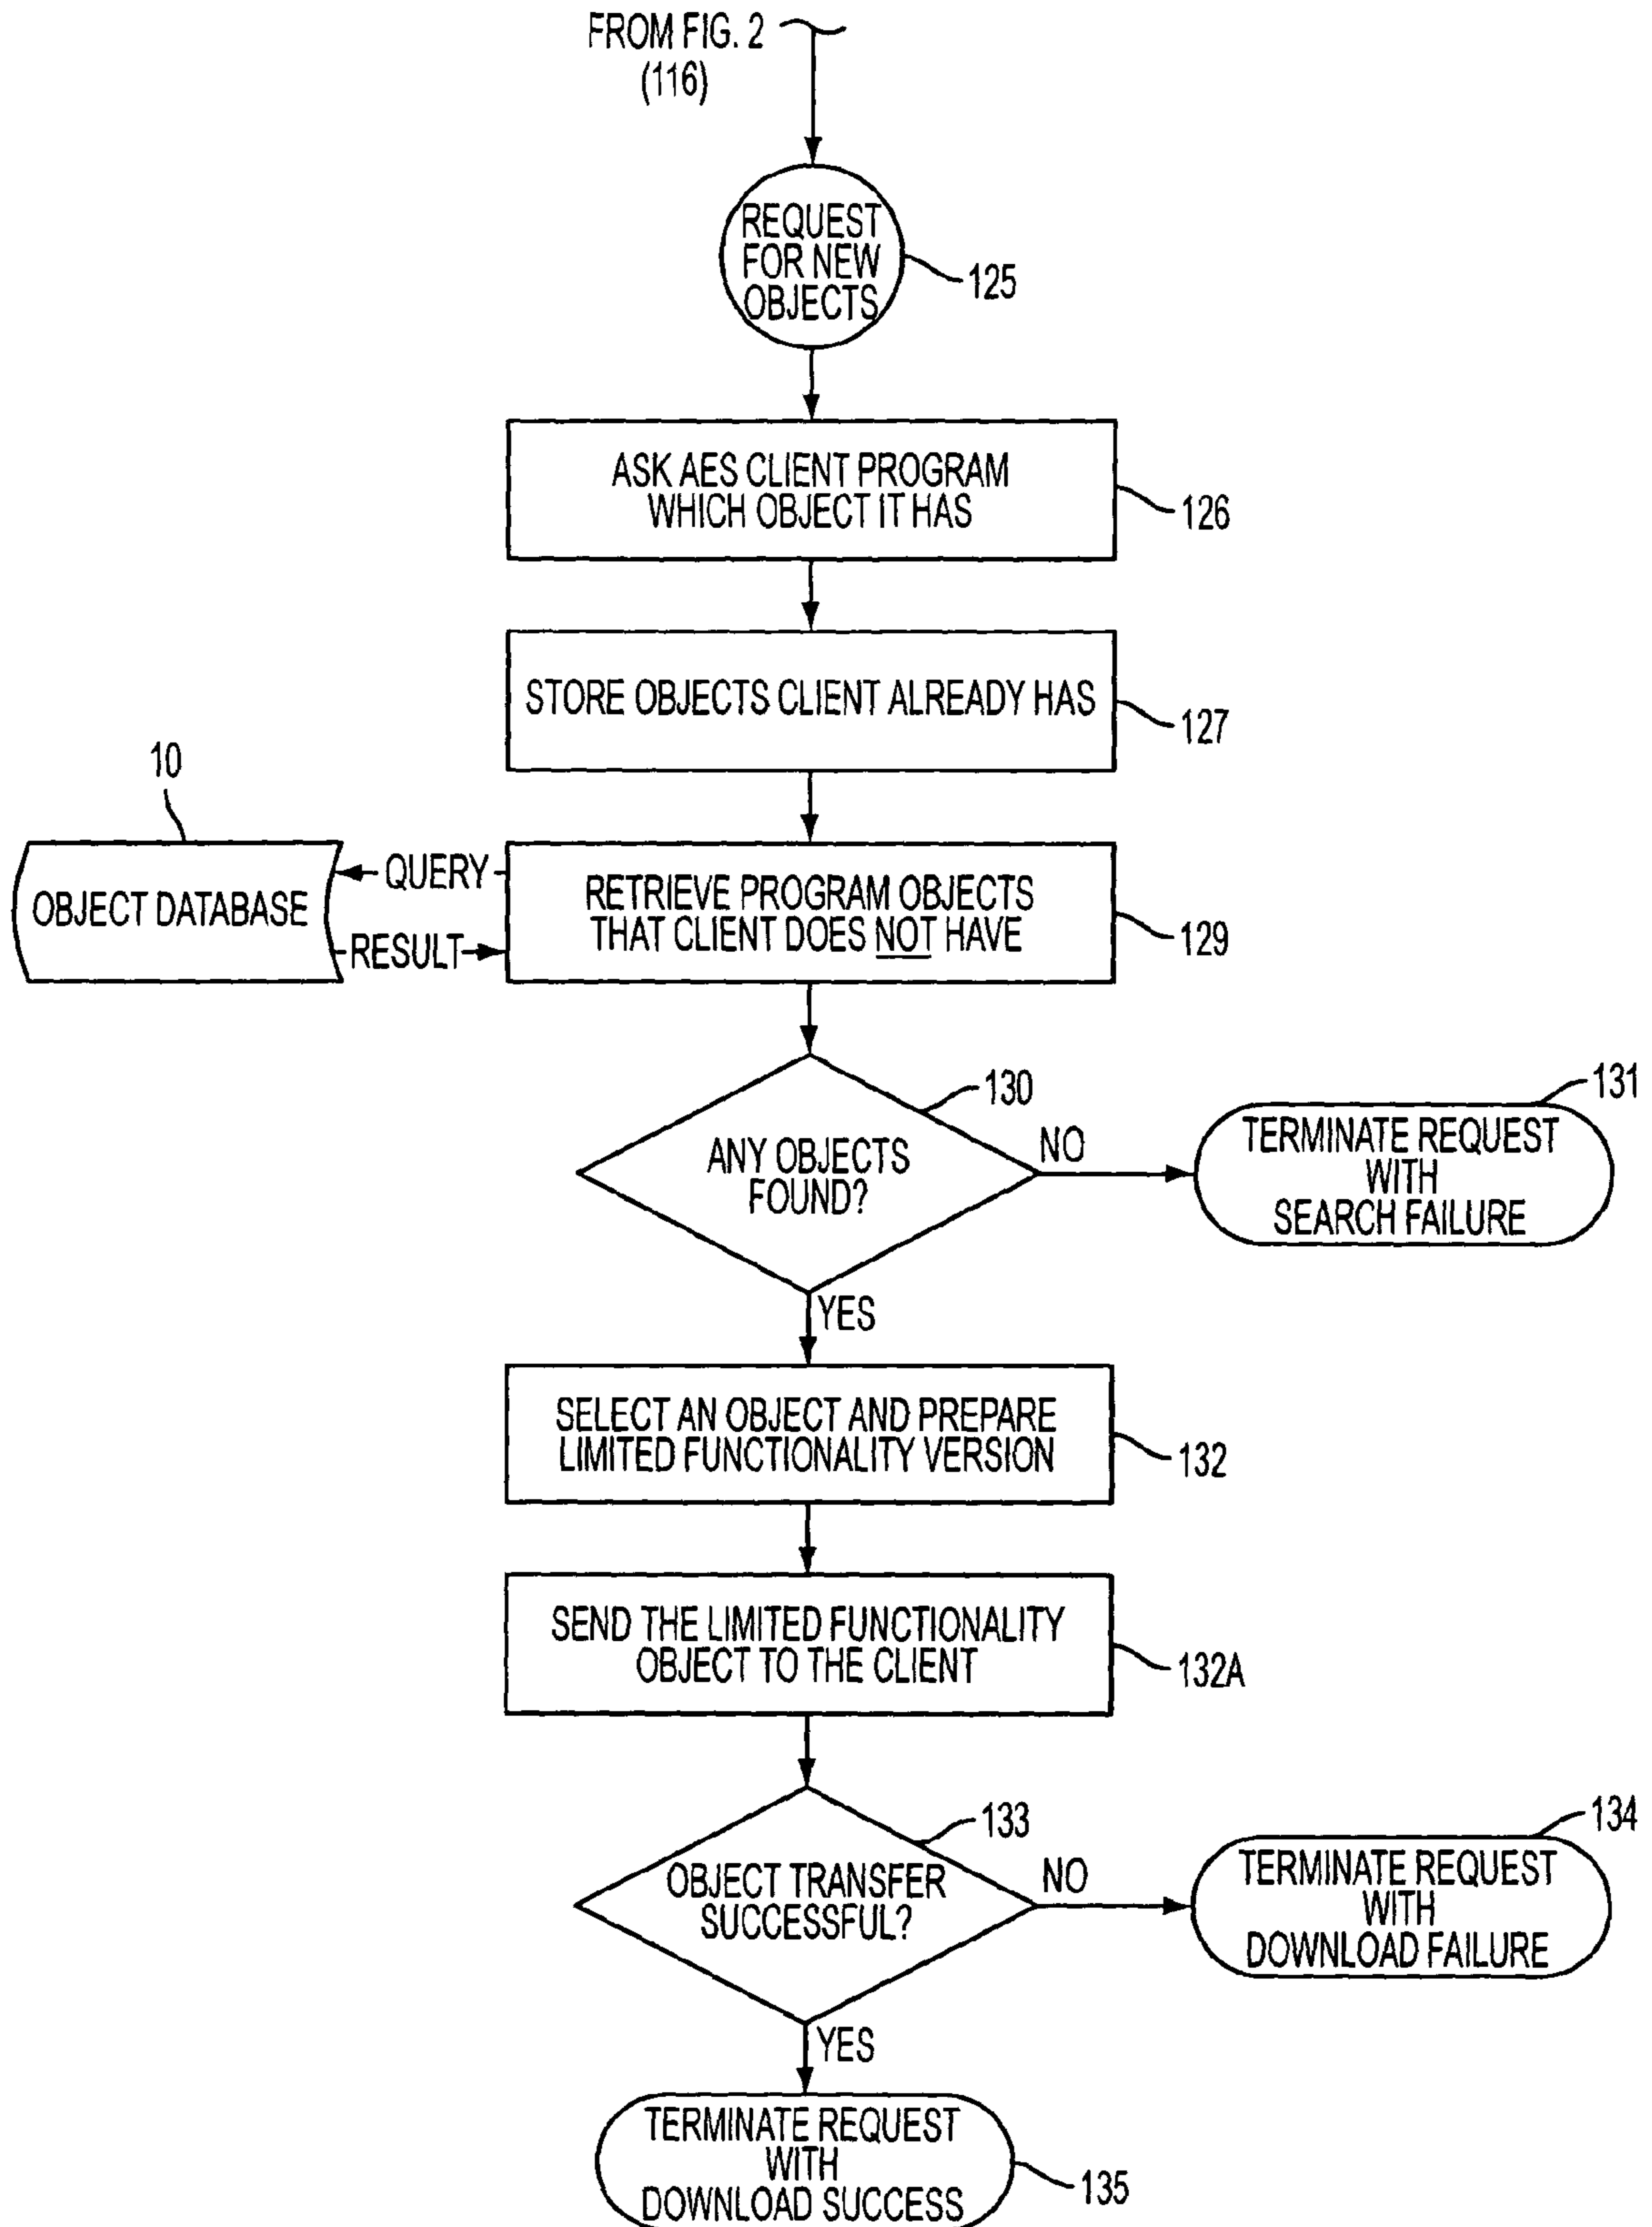 FROM FIG. 2
(116)
REQUEST
FOR NEW
OBJECTS
125
ASK AES CLIENT PROGRAM
WHICH OBJECT IT HAS
126
STORE OBJECTS CLIENT ALREADY HAS
127
10
OBJECT DATABASE
QUERY
RESULT
RETRIEVE PROGRAM OBJECTS
THAT CLIENT DOES NOT HAVE
129
130
ANY OBJECTS
FOUND?
NO
131
TERMINATE REQUEST
WITH
SEARCH FAILURE
YES
SELECT AN OBJECT AND PREPARE
LIMITED FUNCTIONALITY VERSION
132
SEND THE LIMITED FUNCTIONALITY
OBJECT TO THE CLIENT
132A
133
OBJECT TRANSFER
SUCCESSFUL?
NO
134
TERMINATE REQUEST
WITH
DOWNLOAD FAILURE
YES
TERMINATE REQUEST
WITH
DOWNLOAD SUCCESS
135